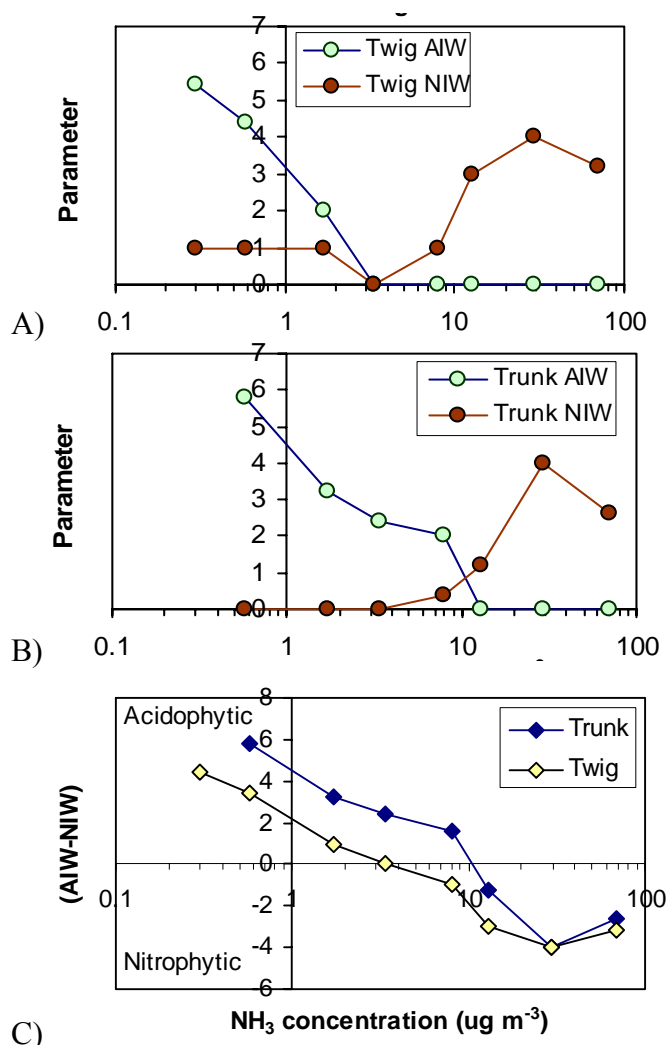 7
6
5
4
3
2
1
0
Parameter
Twig AIW
Twig NIW
0.1 1 10 100
A)
7
6
5
4
3
2
1
0
Parameter
Trunk AIW
Trunk NIW
0.1 1 10 100
B)
8
6
4
2
0
-2
-4
-6
(AIW-NIW)
Acidophytic
Nitrophytic
Trunk
Twig
0.1 1 10 100
NH₃ concentration (ug m⁻³)
C)